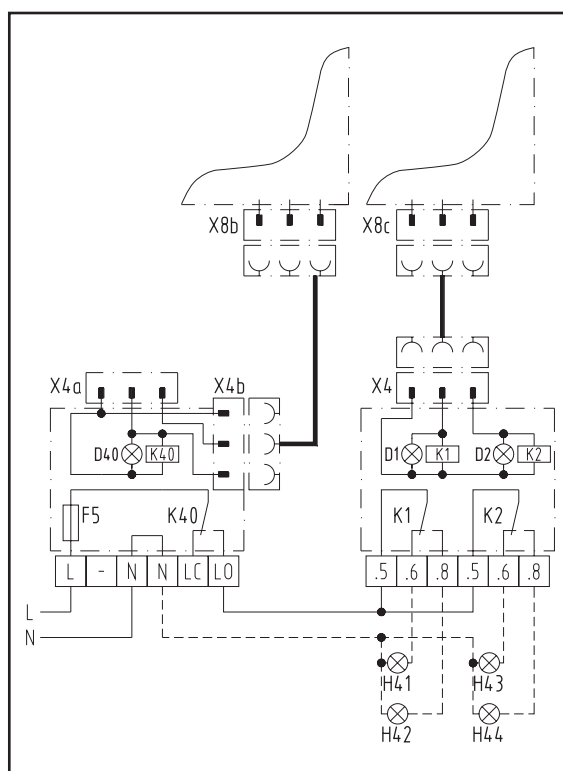 X8b X8c
X4a X4b X4
D40 K40 D1 K1 D2 K2
F5 K40 K1 K2
L - N N LC LO .5 .6 .8 .5 .6 .8
L
N
H41 H43
H42 H44